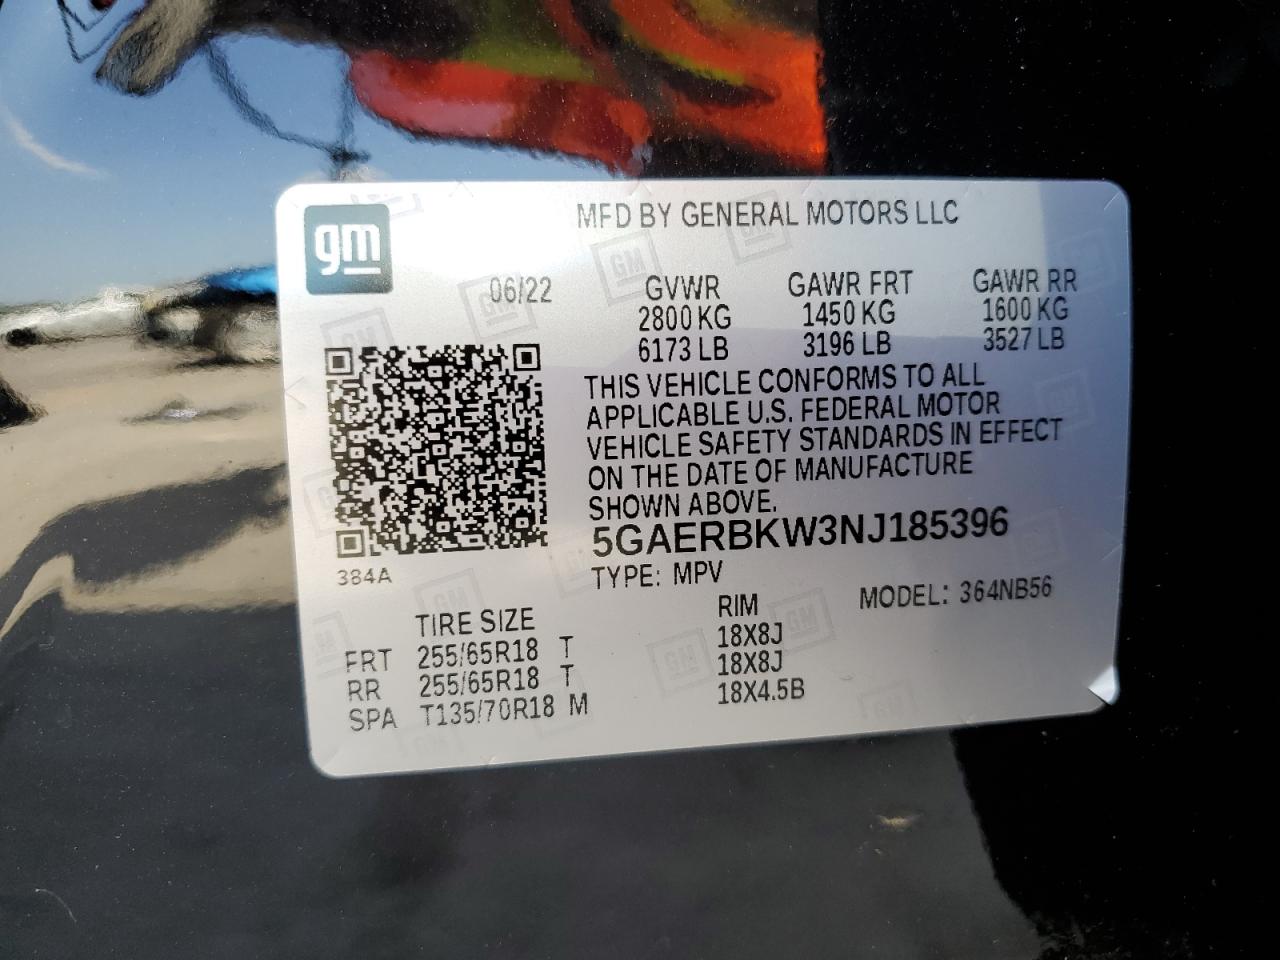 gm
MFD BY GENERAL MOTORS LLC
06/22
GVWR GAWR FRT GAWR RR
2800 KG 1450 KG 1600 KG
6173 LB 3196 LB 3527 LB
THIS VEHICLE CONFORMS TO ALL
APPLICABLE U.S. FEDERAL MOTOR
VEHICLE SAFETY STANDARDS IN EFFECT
ON THE DATE OF MANUFACTURE
SHOWN ABOVE.
5GAERBKW3NJ185396
384A
TYPE: MPV
MODEL: 364NB56
TIRE SIZE RIM
FRT 255/65R18 T 18X8J
RR 255/65R18 T 18X8J
SPA T135/70R18 M 18X4.5B